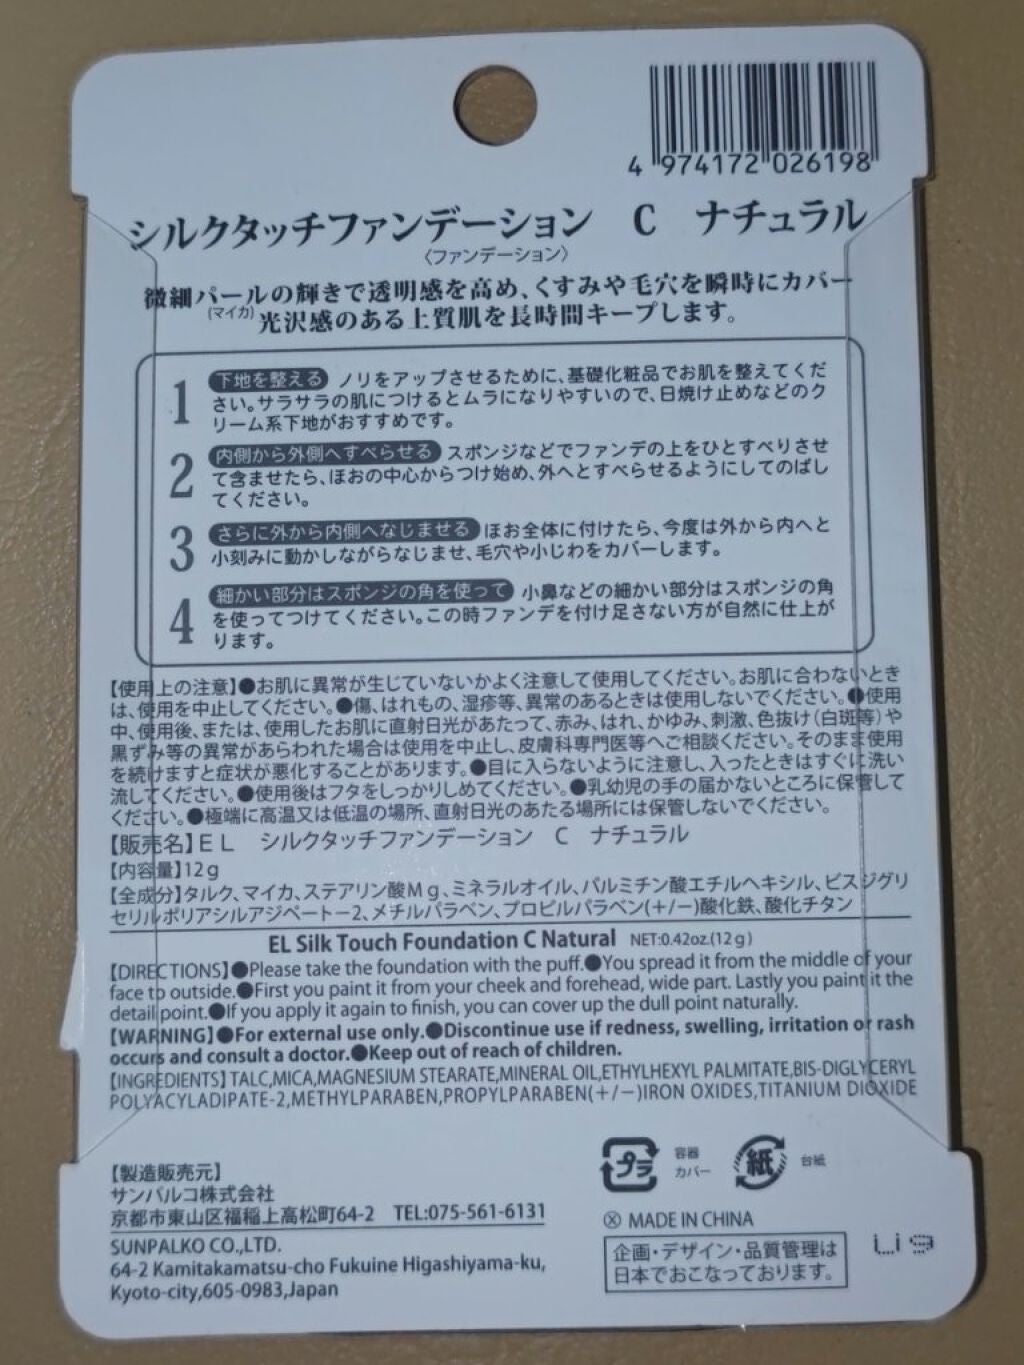 4 974172 026198
シルクタッチファンデーション C ナチュラル
〈ファンデーション〉
微細パールの輝きで透明感を高め、くすみや毛穴を瞬時にカバー
(マイカ)
光沢感のある上質肌を長時間キープします。
1 下地を整える ノリをアップさせるために、基礎化粧品でお肌を整えてくだ
さい。サラサラの肌につけるとムラになりやすいので、日焼け止めなどのク
リーム系下地がおすすめです。
2 内側から外側へすべらせる スポンジなどでファンデの上をひとすべりさせ
て含ませたら、ほおの中心からつけ始め、外へとすべらせるようにしてのばし
てください。
3 さらに外から内側へなじませる ほお全体に付けたら、今度は外から内へと
小刻みに動かしながらなじませ、毛穴や小じわをカバーします。
4 細かい部分はスポンジの角を使って 小鼻などの細かい部分はスポンジの角
を使ってつけてください。この時ファンデを付け足さない方が自然に仕上が
ります。
【使用上の注意】●お肌に異常が生じていないかよく注意して使用してください。お肌に合わないとき
は、使用を中止してください。●傷、はれもの、湿疹等、異常のあるときは使用しないでください。●使用
中、使用後、または、使用したお肌に直射日光があたって、赤み、はれ、かゆみ、刺激、色抜け(白斑等)や
黒ずみ等の異常があらわれた場合は使用を中止し、皮膚科専門医等へご相談ください。そのまま使用
を続けますと症状が悪化することがあります。●目に入らないように注意し、入ったときはすぐに洗い
流してください。●使用後はフタをしっかりしめてください。●乳幼児の手の届かないところに保管して
ください。●極端に高温又は低温の場所、直射日光のあたる場所には保管しないでください。
【販売名】EL シルクタッチファンデーション C ナチュラル
【内容量】12g
【全成分】タルク、マイカ、ステアリン酸Mg、ミネラルオイル、パルミチン酸エチルヘキシル、ビスジグリ
セリルポリアシルアジペート-2、メチルパラベン、プロピルパラベン(+/-)酸化鉄、酸化チタン
EL Silk Touch Foundation C Natural NET:0.42oz.(12g)
【DIRECTIONS】●Please take the foundation with the puff.●You spread it from the middle of your
face to outside.●First you paint it from your cheek and forehead, wide part. Lastly you paint it the
detail point.●If you apply it again to finish, you can cover up the dull point naturally.
【WARNING】●For external use only.●Discontinue use if redness, swelling, irritation or rash
occurs and consult a doctor.●Keep out of reach of children.
【INGREDIENTS】TALC,MICA,MAGNESIUM STEARATE,MINERAL OIL,ETHYLHEXYL PALMITATE,BIS-DIGLYCERYL
POLYACYLADIPATE-2,METHYLPARABEN,PROPYLPARABEN(+/-)IRON OXIDES,TITANIUM DIOXIDE
【製造販売元】
サンパルコ株式会社
京都市東山区福稲上高松町64-2 TEL:075-561-6131
SUNPALKO CO.,LTD.
64-2 Kamitakamatsu-cho Fukuine Higashiyama-ku,
Kyoto-city,605-0983,Japan
プラ 容器
カバー
紙 台紙
Ⓧ MADE IN CHINA
企画・デザイン・品質管理は
日本でおこなっております。